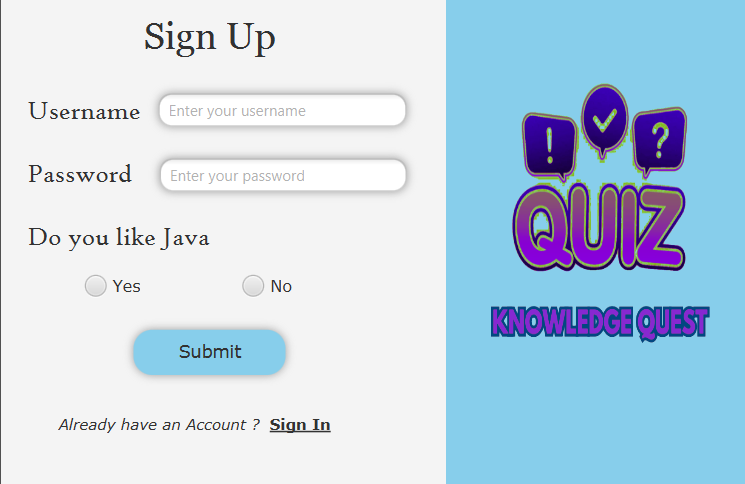 Sign Up
Username
Enter your username
Password
Enter your password
Do you like Java
Yes No
Submit
Already have an Account ? Sign In
! ?
QUIZ
KNOWLEDGE QUEST